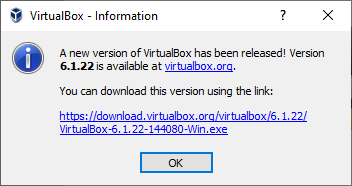 VirtualBox - Information
A new version of VirtualBox has been released! Version
6.1.22 is available at virtualbox.org.
You can download this version using the link:
https://download.virtualbox.org/virtualbox/6.1.22/
VirtualBox-6.1.22-144080-Win.exe
OK